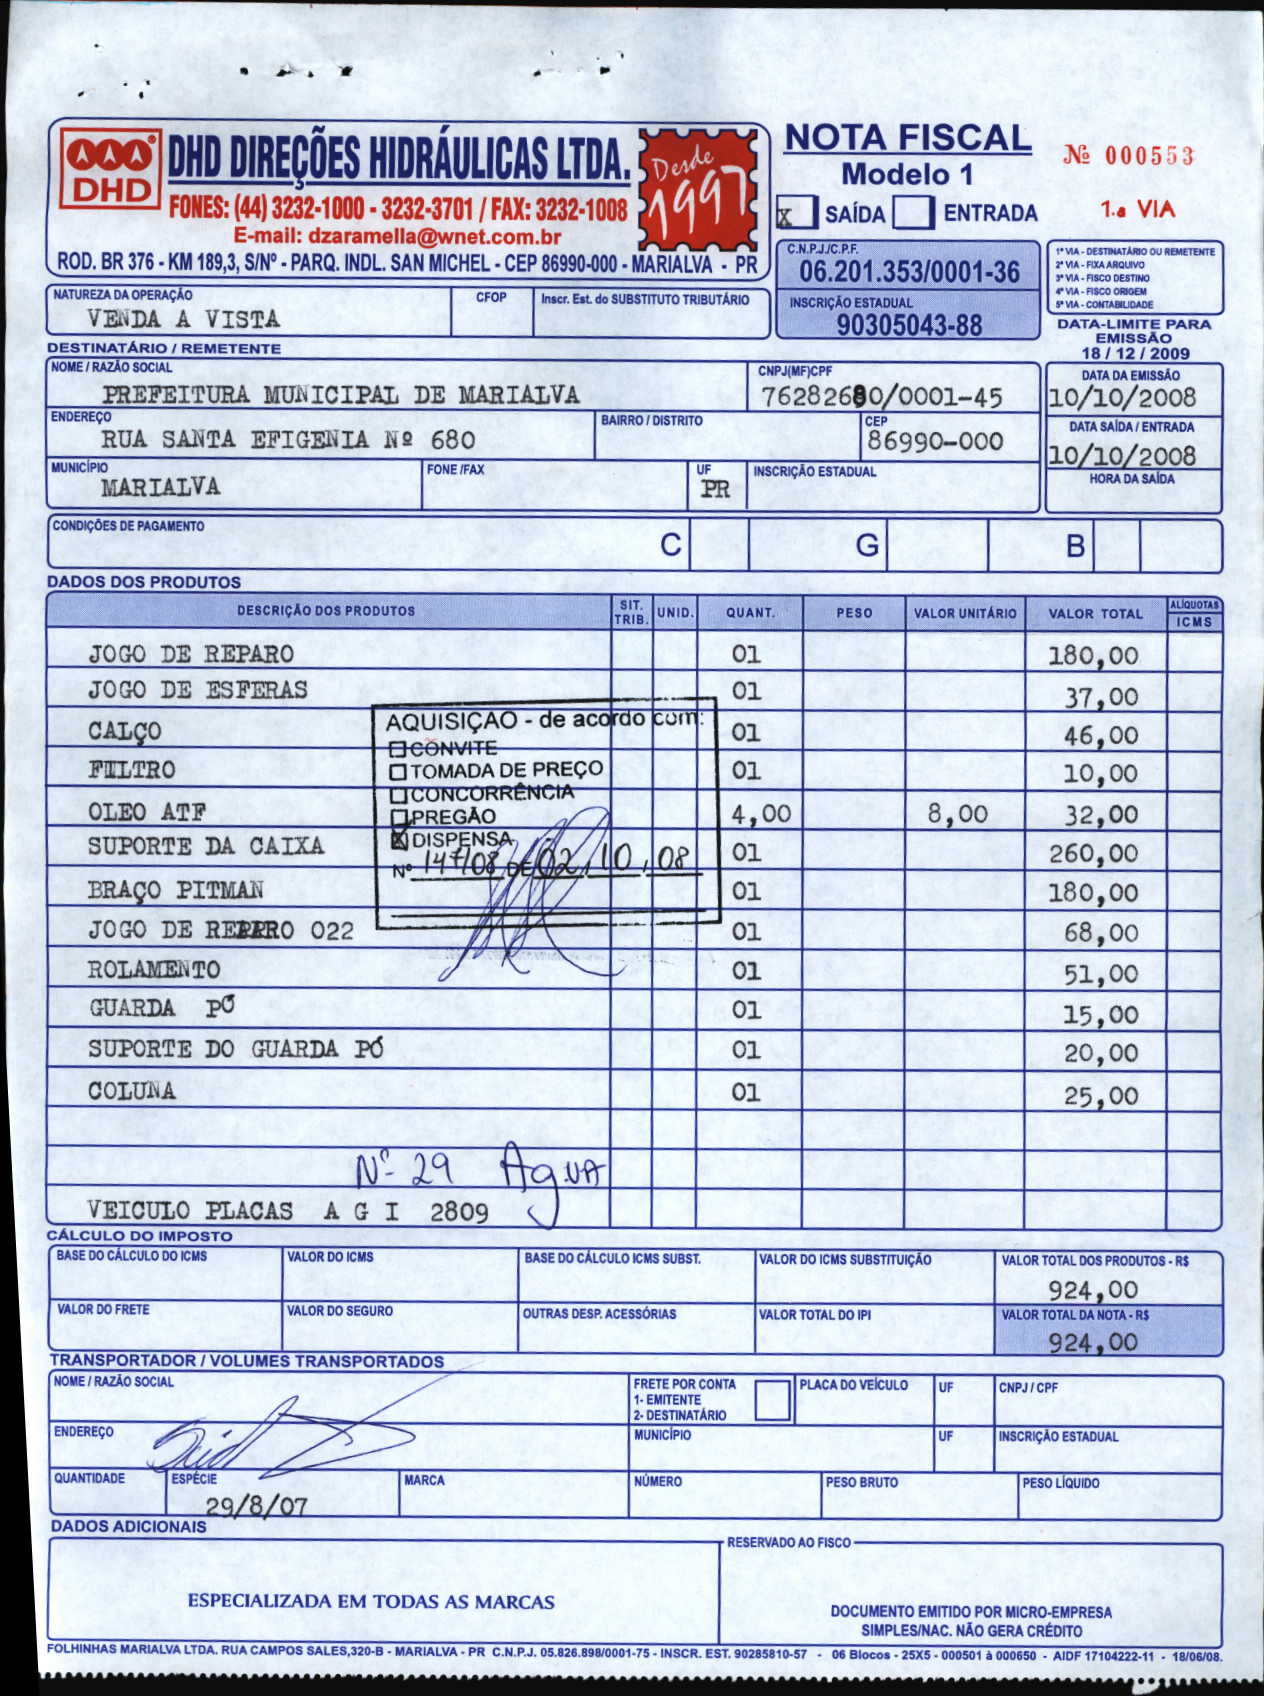 DHD
DHD DIREÇÕES HIDRÁULICAS LTDA.
FONES: (44) 3232-1000 - 3232-3701 / FAX: 3232-1008
E-mail: dzaramella@wnet.com.br
ROD. BR 376 - KM 189,3, S/Nº - PARQ. INDL. SAN MICHEL - CEP 86990-000 - MARIALVA - PR
Desde
1997
NOTA FISCAL
Modelo 1
X SAÍDA ENTRADA
Nº 000553
1.a VIA
C.N.P.J./C.P.F.
06.201.353/0001-36
INSCRIÇÃO ESTADUAL
90305043-88
1ª VIA - DESTINATÁRIO OU REMETENTE
2ª VIA - FIXA ARQUIVO
3ª VIA - FISCO DESTINO
4ª VIA - FISCO ORIGEM
5ª VIA - CONTABILIDADE
DATA-LIMITE PARA
EMISSÃO
18 / 12 / 2009
NATUREZA DA OPERAÇÃO CFOP Inscr. Est. do SUBSTITUTO TRIBUTÁRIO
VENDA A VISTA
DESTINATÁRIO / REMETENTE
NOME / RAZÃO SOCIAL CNPJ(MF)CPF DATA DA EMISSÃO
PREFEITURA MUNICIPAL DE MARIALVA 76282680/0001-45 10/10/2008
ENDEREÇO BAIRRO / DISTRITO CEP DATA SAÍDA / ENTRADA
RUA SANTA EFIGENIA Nº 680 86990-000 10/10/2008
MUNICÍPIO FONE /FAX UF INSCRIÇÃO ESTADUAL HORA DA SAÍDA
MARIALVA PR
CONDIÇÕES DE PAGAMENTO C G B
DADOS DOS PRODUTOS
DESCRIÇÃO DOS PRODUTOS SIT. TRIB. UNID. QUANT. PESO VALOR UNITÁRIO VALOR TOTAL ALÍQUOTAS ICMS
JOGO DE REPARO 01 180,00
JOGO DE ESFERAS 01 37,00
CALÇO 01 46,00
FILTRO 01 10,00
OLEO ATF 4,00 8,00 32,00
SUPORTE DA CAIXA 01 260,00
BRAÇO PITMAN 01 180,00
JOGO DE REPARO 022 01 68,00
ROLAMENTO 01 51,00
GUARDA PÓ 01 15,00
SUPORTE DO GUARDA PÓ 01 20,00
COLUNA 01 25,00
AQUISIÇÃO - de acordo com:
CONVITE
TOMADA DE PREÇO
CONCORRÊNCIA
PREGÃO
X DISPENSA
Nº 147/08 DE 02, 10, 08
Nº 29 AgUA
VEICULO PLACAS A G I 2809
CÁLCULO DO IMPOSTO
BASE DO CÁLCULO DO ICMS VALOR DO ICMS BASE DO CÁLCULO ICMS SUBST. VALOR DO ICMS SUBSTITUIÇÃO VALOR TOTAL DOS PRODUTOS - R$
924,00
VALOR DO FRETE VALOR DO SEGURO OUTRAS DESP. ACESSÓRIAS VALOR TOTAL DO IPI VALOR TOTAL DA NOTA - R$
924,00
TRANSPORTADOR / VOLUMES TRANSPORTADOS
NOME / RAZÃO SOCIAL FRETE POR CONTA PLACA DO VEÍCULO UF CNPJ / CPF
1- EMITENTE
2- DESTINATÁRIO
ENDEREÇO MUNICÍPIO UF INSCRIÇÃO ESTADUAL
QUANTIDADE ESPÉCIE MARCA NÚMERO PESO BRUTO PESO LÍQUIDO
29/8/07
DADOS ADICIONAIS
RESERVADO AO FISCO
ESPECIALIZADA EM TODAS AS MARCAS
DOCUMENTO EMITIDO POR MICRO-EMPRESA
SIMPLES/NAC. NÃO GERA CRÉDITO
FOLHINHAS MARIALVA LTDA. RUA CAMPOS SALES,320-B - MARIALVA - PR C.N.P.J. 05.826.898/0001-75 - INSCR. EST. 90285810-57 - 06 Blocos - 25X5 - 000501 à 000650 - AIDF 17104222-11 - 18/06/08.